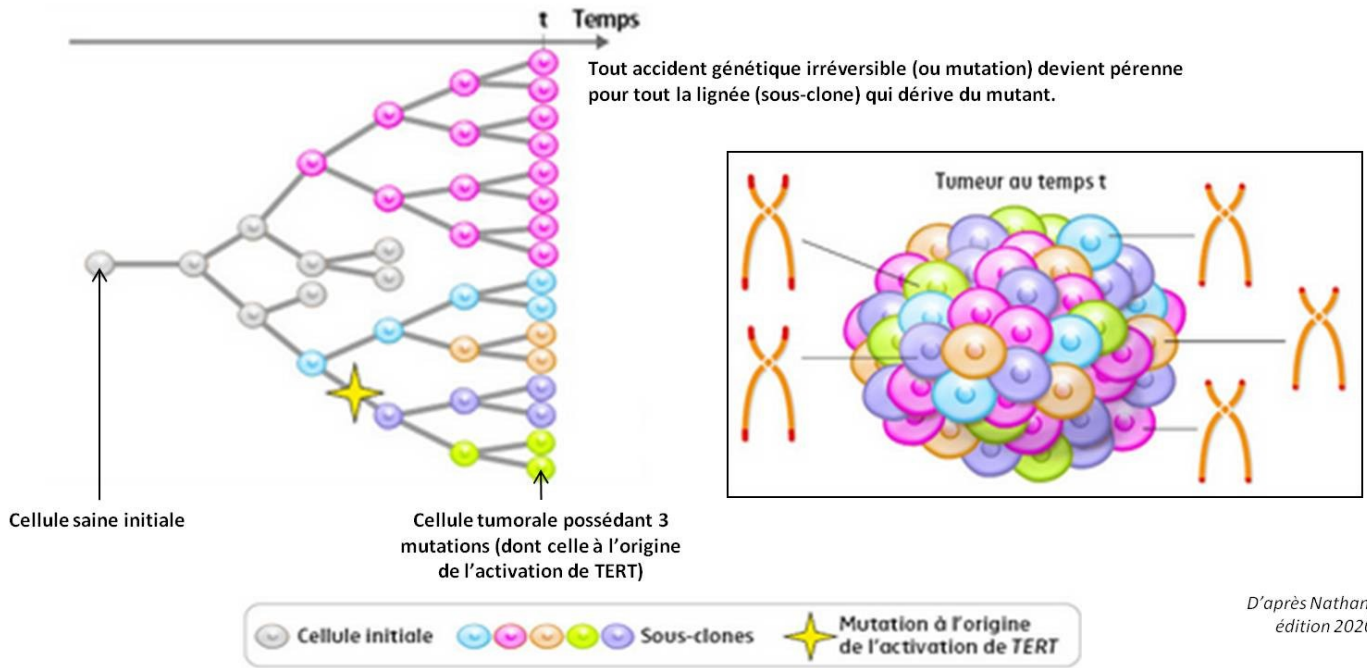 t Temps
Tout accident génétique irréversible (ou mutation) devient pérenne
pour tout la lignée (sous-clone) qui dérive du mutant.
Tumeur au temps t
Cellule saine initiale
Cellule tumorale possédant 3
mutations (dont celle à l'origine
de l'activation de TERT)
Cellule initiale
Sous-clones
Mutation à l'origine
de l'activation de TERT
D'après Nathan
édition 2020